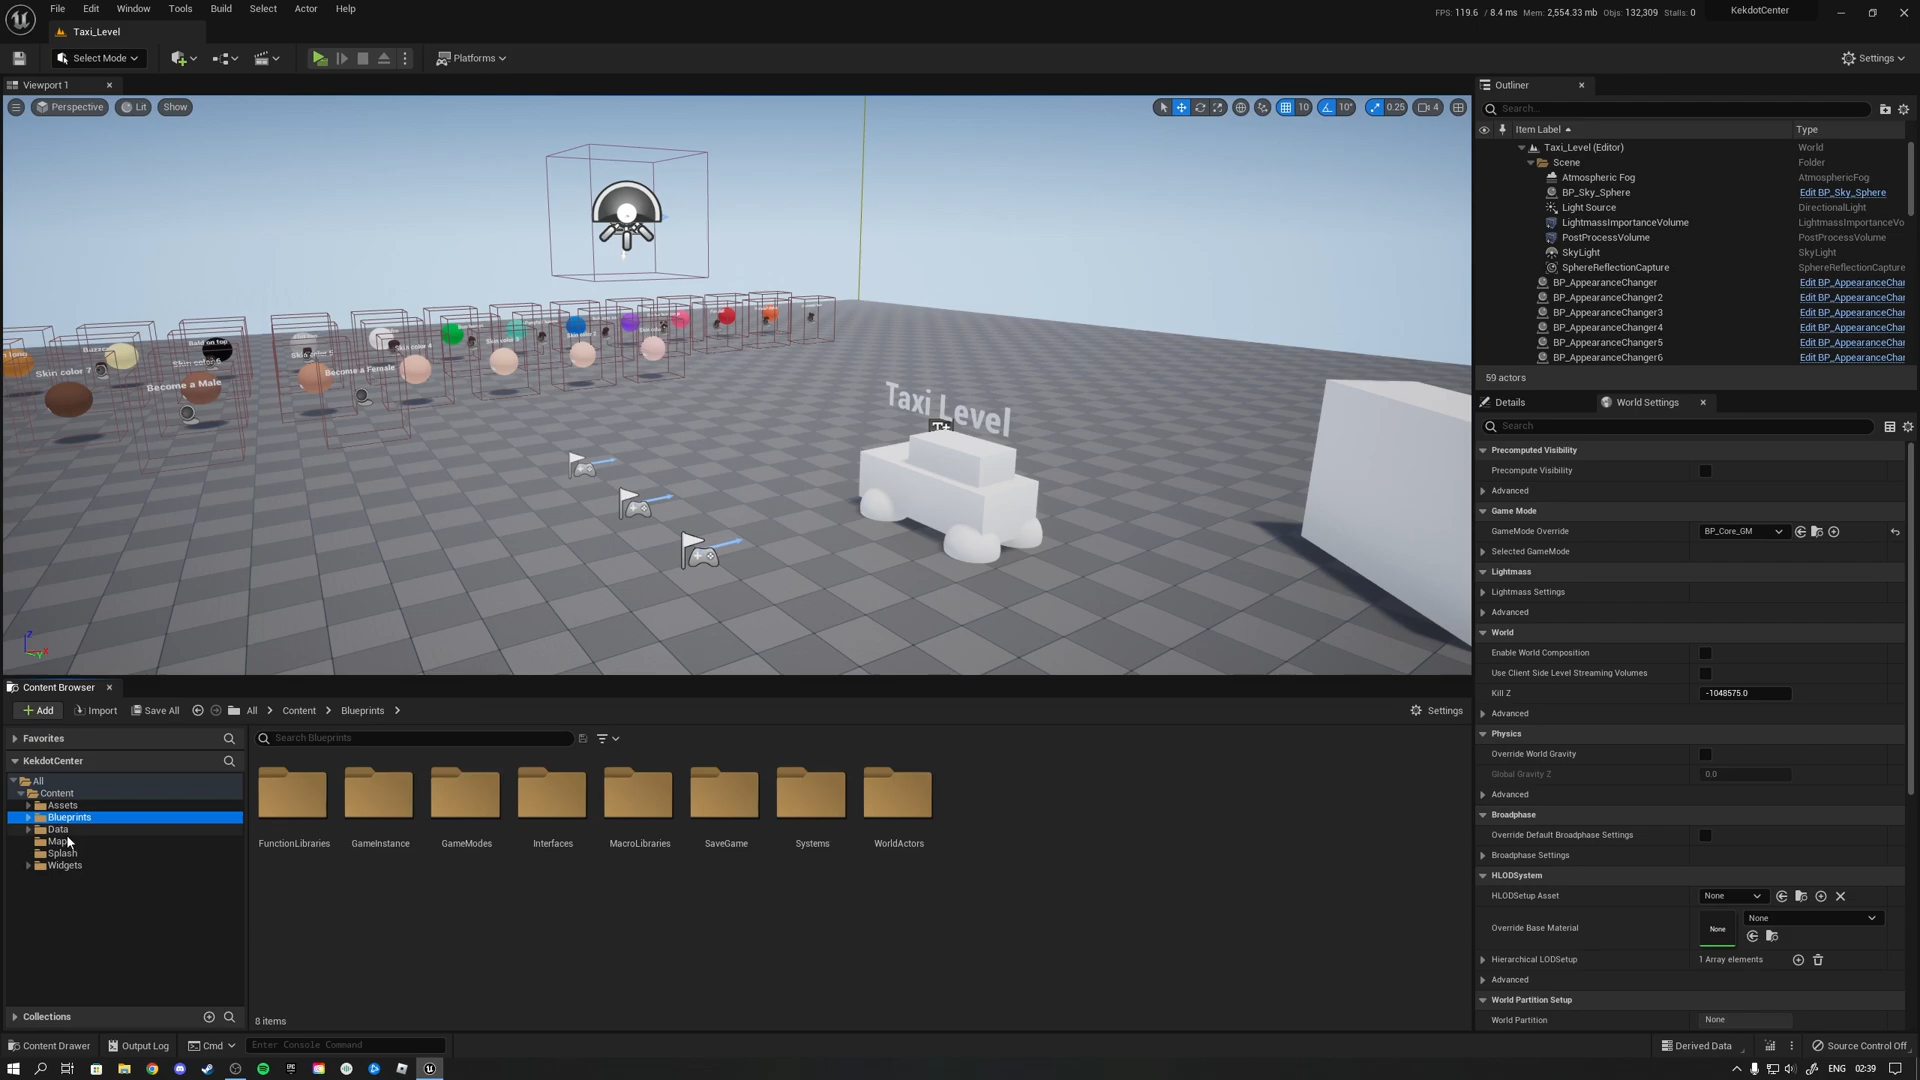 File Edit Window Tools Build Select Actor Help
FPS: 119.6 / 8.4 ms Mem: 2,554.33 mb Objs: 132,309 Stalls: 0 KekdotCenter
Taxi_Level
Select Mode Platforms Settings
Viewport 1
Perspective Lit Show
10 10° 0.25 4
Become a Male
Become a Female
Skin color 7
Taxi Level
Outliner
Search...
Item Label Type
Taxi_Level (Editor) World
Scene Folder
Atmospheric Fog AtmosphericFog
BP_Sky_Sphere Edit BP_Sky_Sphere
Light Source DirectionalLight
LightmassImportanceVolume LightmassImportanceVo
PostProcessVolume PostProcessVolume
SkyLight SkyLight
SphereReflectionCapture SphereReflectionCapture
BP_AppearanceChanger Edit BP_AppearanceChar
BP_AppearanceChanger2 Edit BP_AppearanceChar
BP_AppearanceChanger3 Edit BP_AppearanceChar
BP_AppearanceChanger4 Edit BP_AppearanceChar
BP_AppearanceChanger5 Edit BP_AppearanceChar
BP_AppearanceChanger6 Edit BP_AppearanceChar
59 actors
Details World Settings
Search
Precomputed Visibility
Precompute Visibility
Advanced
Game Mode
GameMode Override BP_Core_GM
Selected GameMode
Lightmass
Lightmass Settings
Advanced
World
Enable World Composition
Use Client Side Level Streaming Volumes
Kill Z -1048575.0
Advanced
Physics
Override World Gravity
Global Gravity Z 0.0
Advanced
Broadphase
Override Default Broadphase Settings
Broadphase Settings
HLODSystem
HLODSetup Asset None
Override Base Material None None
Hierarchical LODSetup 1 Array elements
Advanced
World Partition Setup
World Partition None
Content Browser
Add Import Save All All Content Blueprints Settings
Favorites
Search Blueprints
KekdotCenter
All
Content
Assets
Blueprints
Data
Map
Splash
Widgets
FunctionLibraries GameInstance GameModes Interfaces MacroLibraries SaveGame Systems WorldActors
Collections
8 items
Content Drawer Output Log Cmd Enter Console Command Derived Data Source Control Off
ENG 02:39